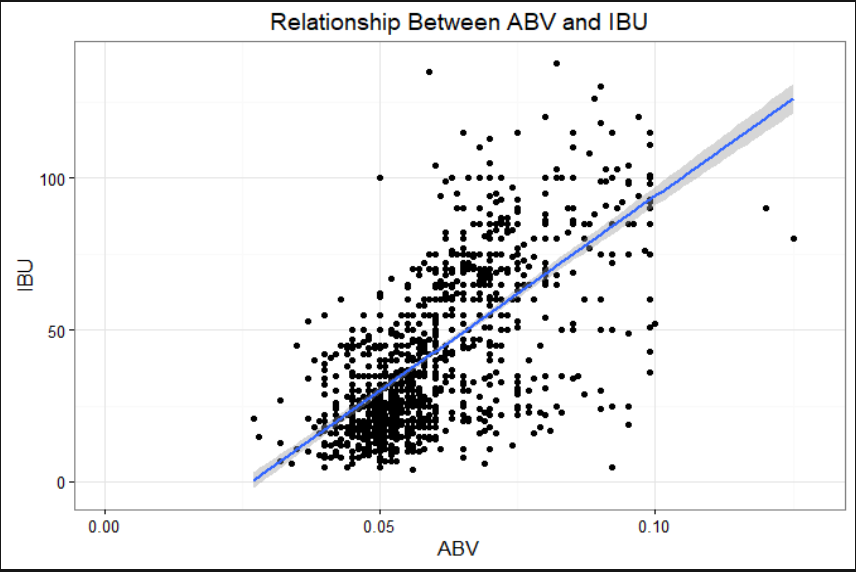 Relationship Between ABV and IBU
100
50
0
IBU
0.00 0.05 0.10
ABV